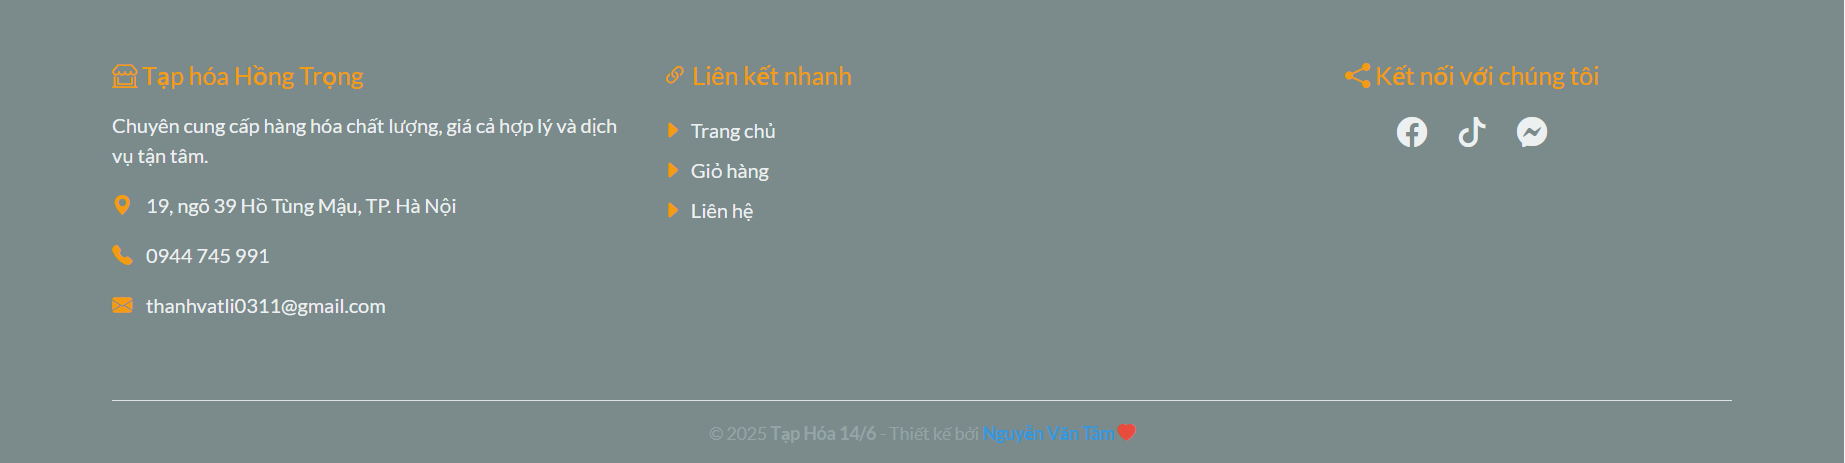 Tạp hóa Hồng Trọng
Chuyên cung cấp hàng hóa chất lượng, giá cả hợp lý và dịch
vụ tận tâm.
19, ngõ 39 Hồ Tùng Mậu, TP. Hà Nội
0944 745 991
thanhvatli0311@gmail.com
Liên kết nhanh
Trang chủ
Giỏ hàng
Liên hệ
Kết nối với chúng tôi
© 2025 Tạp Hóa 14/6 - Thiết kế bởi Nguyễn Văn Tâm